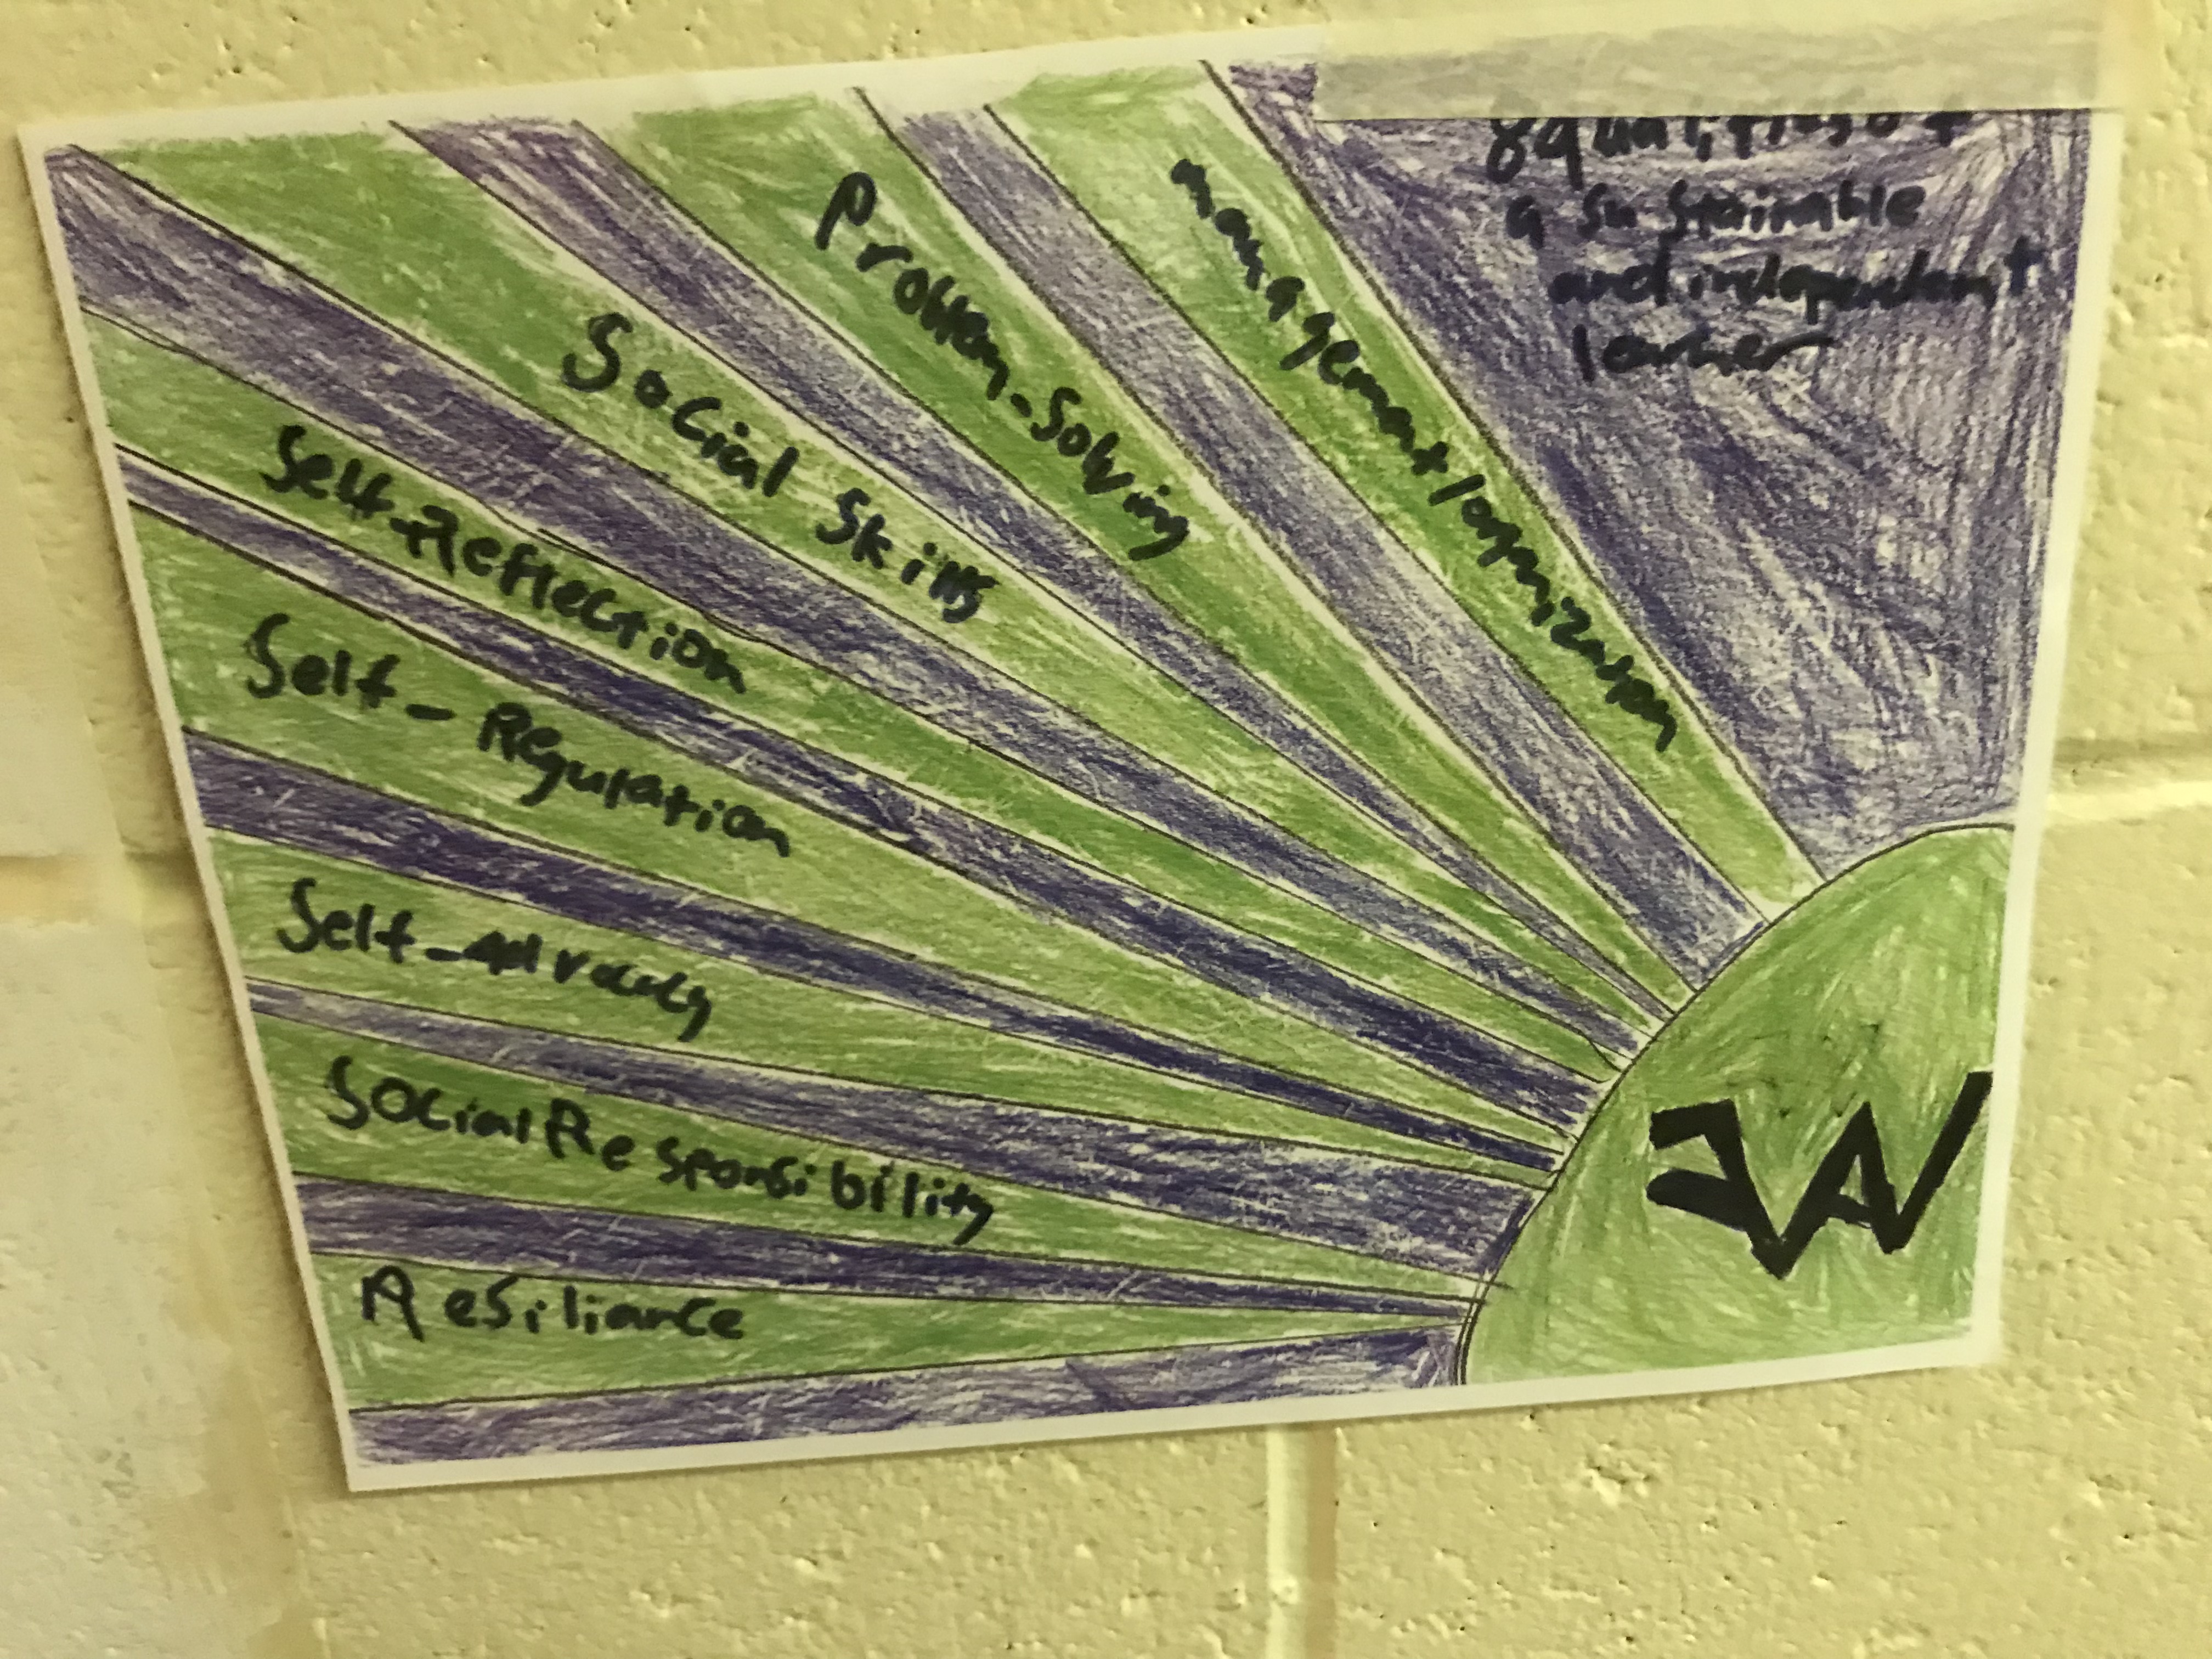 8 qualities of
a sustainable
and independent
learner
management/organization
Problem-Solving
Social Skills
Self-Reflection
Self-Regulation
Self-Advocacy
Social Responsibility
Resiliance